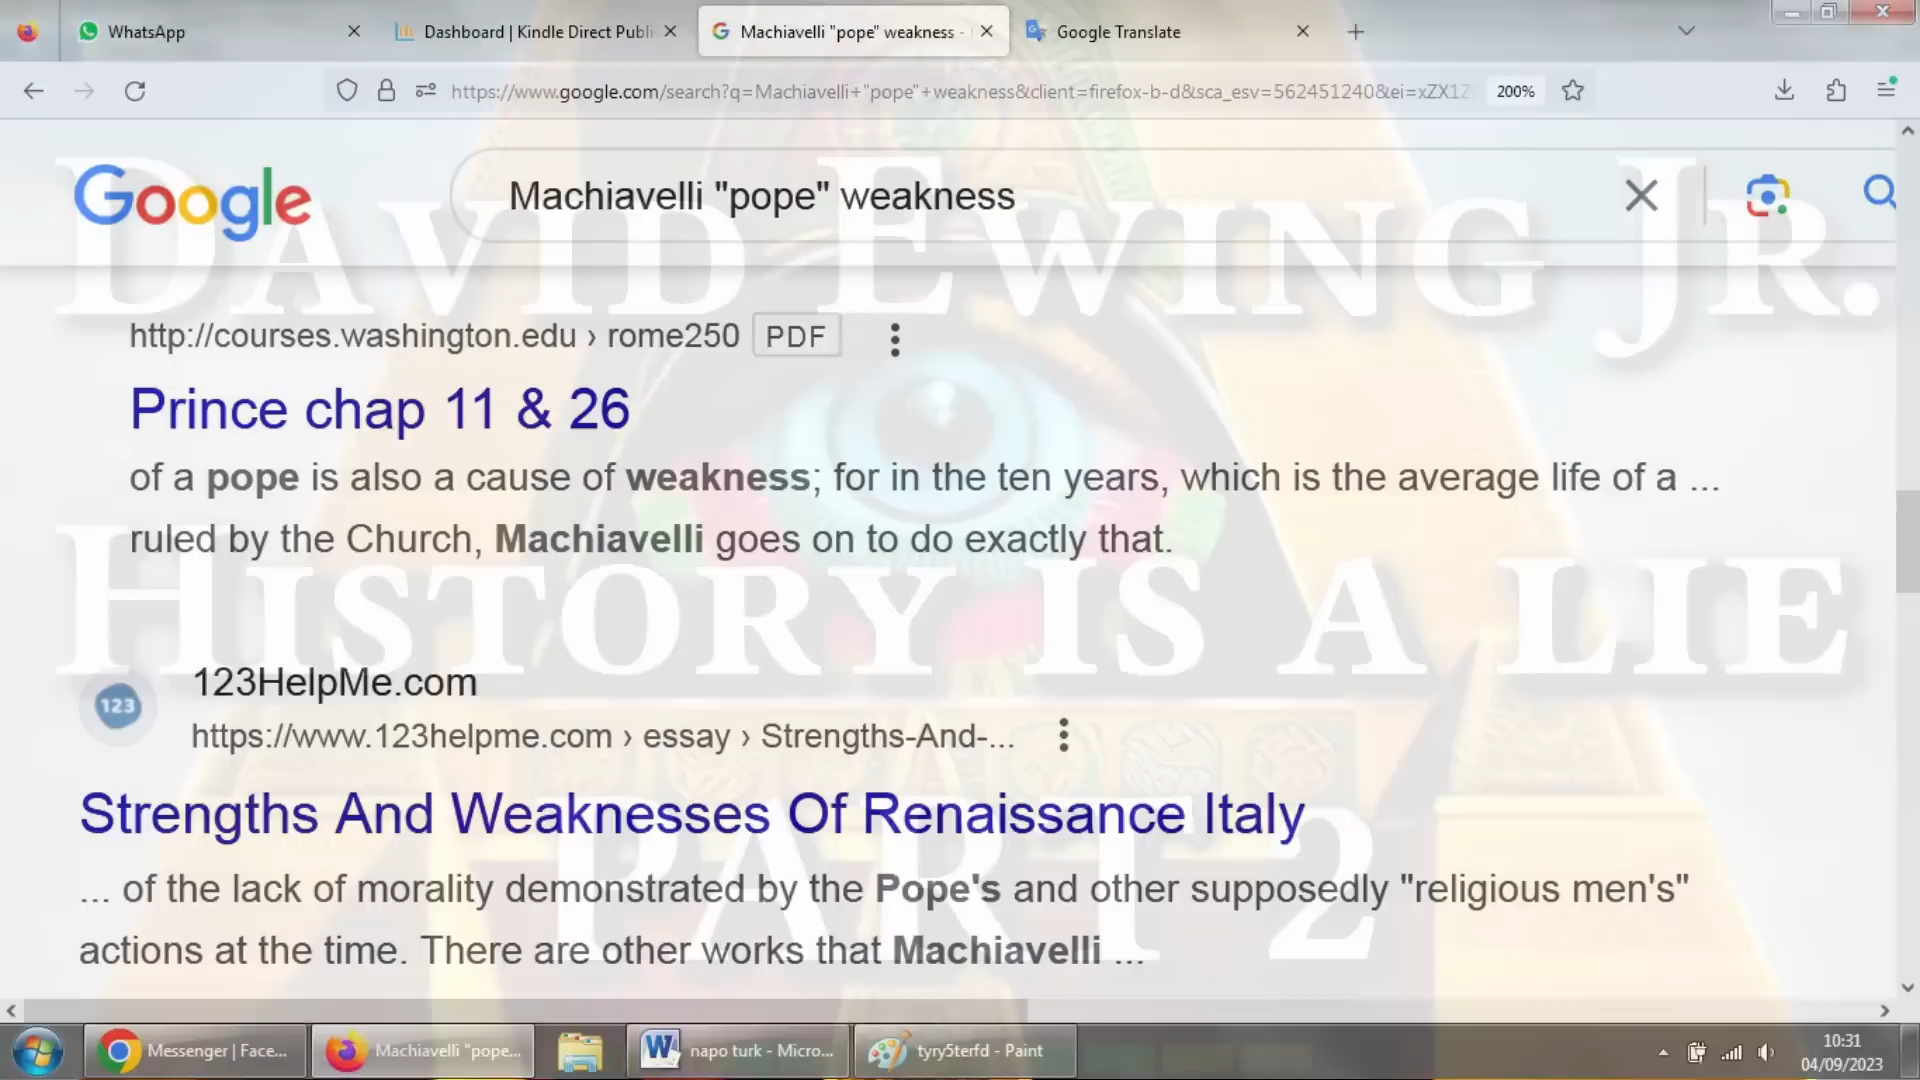 WhatsApp
Dashboard | Kindle Direct Publi
Machiavelli "pope" weakness -
Google Translate
https://www.google.com/search?q=Machiavelli+"pope"+weakness&client=firefox-b-d&sca_esv=562451240&ei=xZX1Z
200%
Google
Machiavelli "pope" weakness
DAVID EWING JR.
http://courses.washington.edu › rome250
PDF
Prince chap 11 & 26
of a pope is also a cause of weakness; for in the ten years, which is the average life of a ...
ruled by the Church, Machiavelli goes on to do exactly that.
HISTORY IS A LIE
123
123HelpMe.com
https://www.123helpme.com › essay › Strengths-And-...
Strengths And Weaknesses Of Renaissance Italy
PART 2
... of the lack of morality demonstrated by the Pope's and other supposedly "religious men's"
actions at the time. There are other works that Machiavelli ...
Messenger | Face...
Machiavelli "pope...
napo turk - Micro...
tyry5terfd - Paint
10:31
04/09/2023